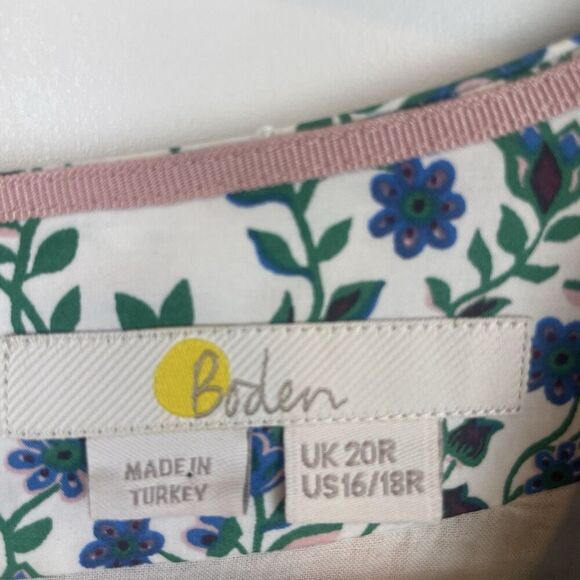 Boden
MADE IN
TURKEY
UK 20R
US16/18R